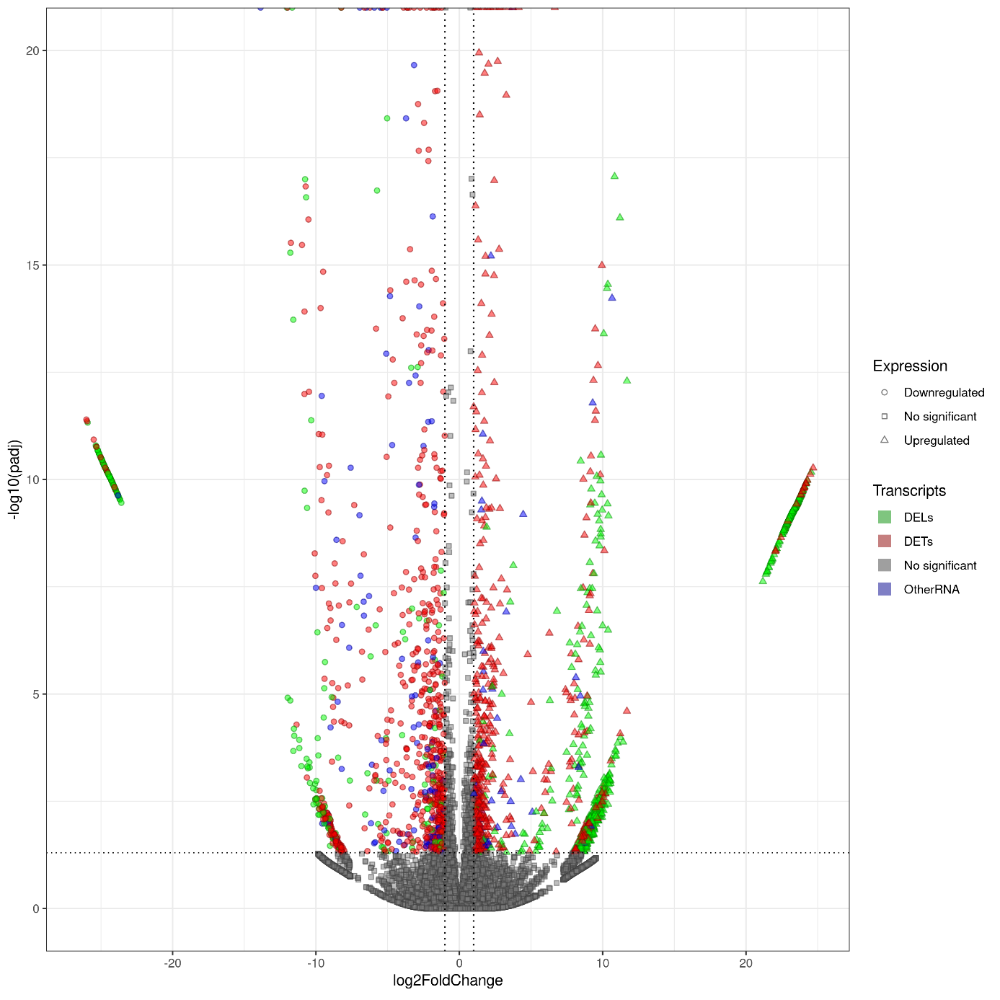 20
15
10
5
0
-log10(padj)
-20
-10
0
10
20
log2FoldChange
Expression
Downregulated
No significant
Upregulated
Transcripts
DELs
DETs
No significant
OtherRNA